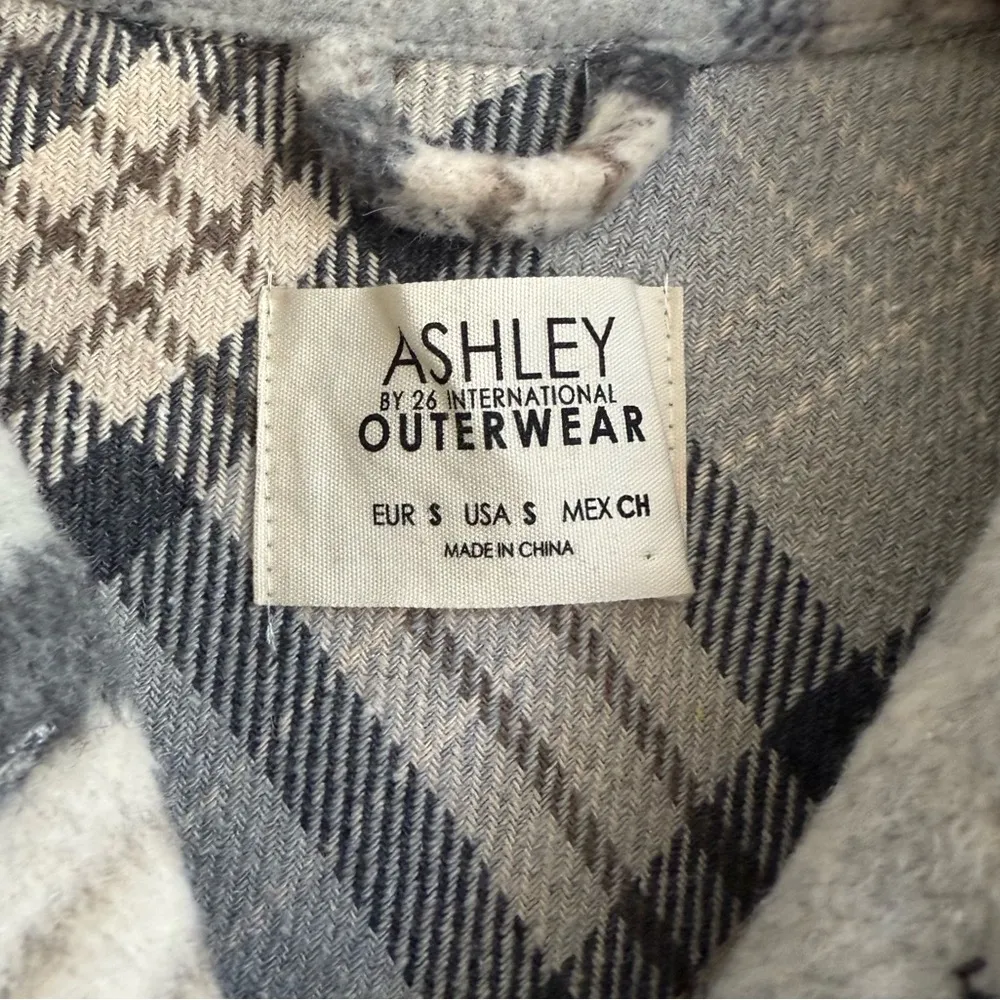 ASHLEY
BY 26 INTERNATIONAL
OUTERWEAR
EUR S USA S MEX CH
MADE IN CHINA